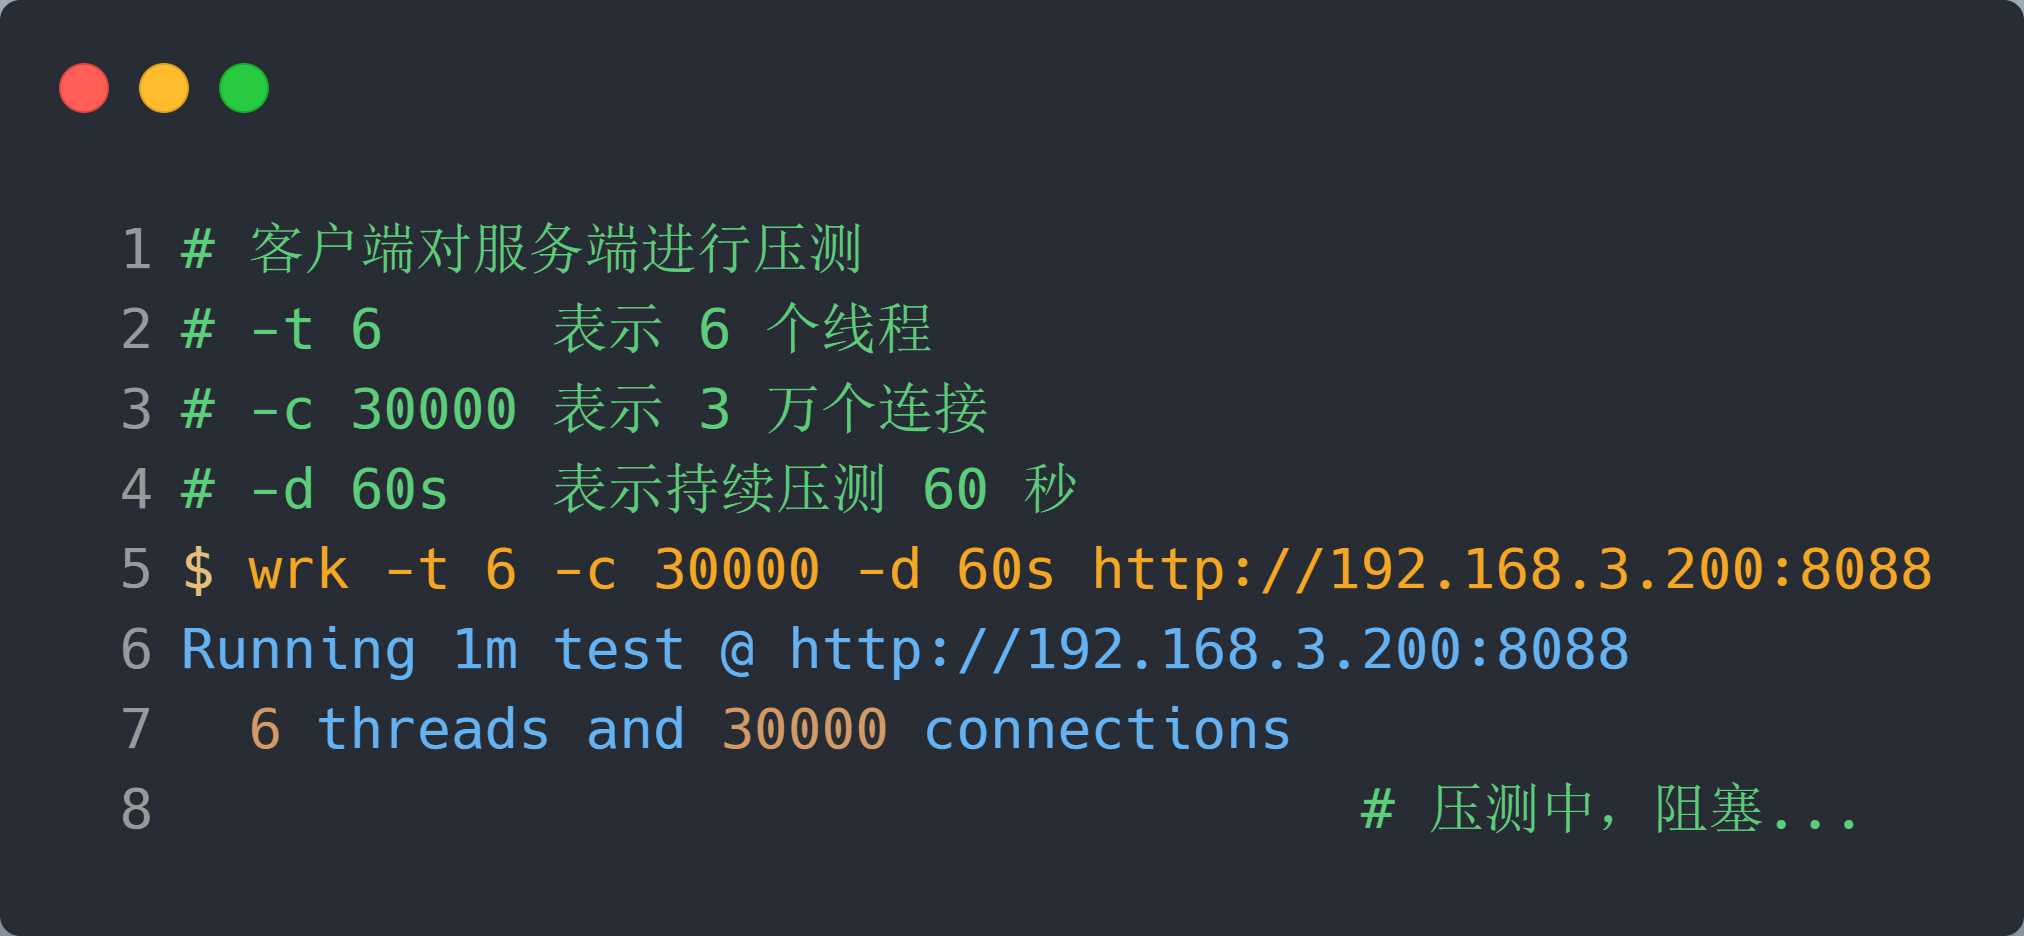 1 # 客户端对服务端进行压测
2 # -t 6     表示 6 个线程
3 # -c 30000 表示 3 万个连接
4 # -d 60s   表示持续压测 60 秒
5 $ wrk -t 6 -c 30000 -d 60s http://192.168.3.200:8088
6 Running 1m test @ http://192.168.3.200:8088
7   6 threads and 30000 connections
8                                    # 压测中，阻塞...